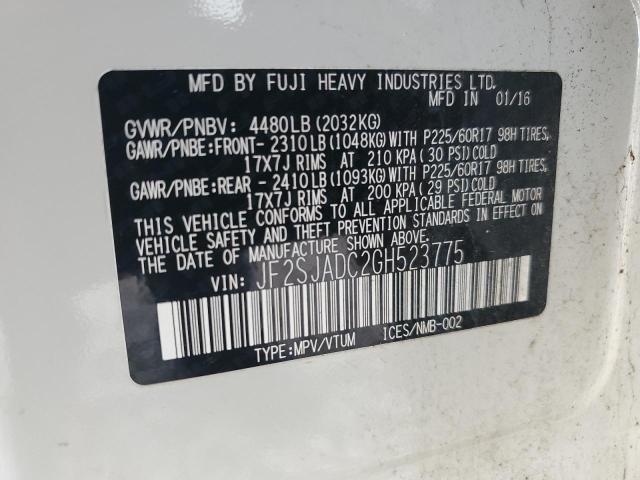 MFD BY FUJI HEAVY INDUSTRIES LTD.
MFD IN 01/16
GVWR/PNBV: 4480LB (2032KG)
GAWR/PNBE:FRONT- 2310LB (1048KG) WITH P225/60R17 98H TIRES,
17X7J RIMS AT 210 KPA (30 PSI) COLD
GAWR/PNBE:REAR - 2410LB (1093KG) WITH P225/60R17 98H TIRES,
17X7J RIMS AT 200 KPA (29 PSI) COLD
THIS VEHICLE CONFORMS TO ALL APPLICABLE FEDERAL MOTOR
VEHICLE SAFETY AND THEFT PREVENTION STANDARDS IN EFFECT ON
THE DATE OF MANUFACTURE SHOWN ABOVE.
VIN: JF2SJADC2GH523775
TYPE:MPV/VTUM ICES/NMB-002